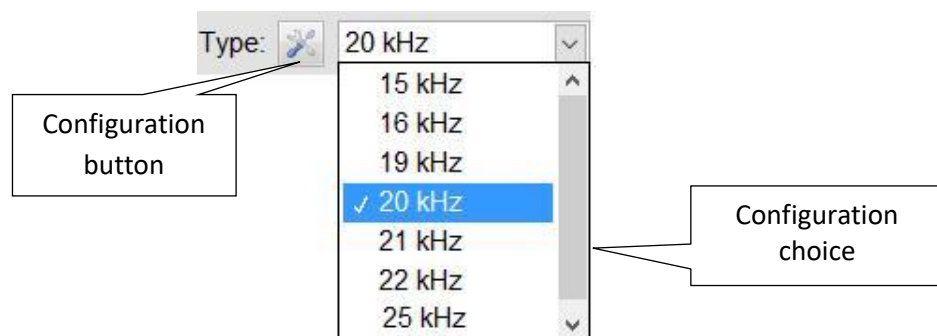 Type: 20 kHz
15 kHz
16 kHz
19 kHz
✓ 20 kHz
21 kHz
22 kHz
25 kHz
Configuration
button
Configuration
choice